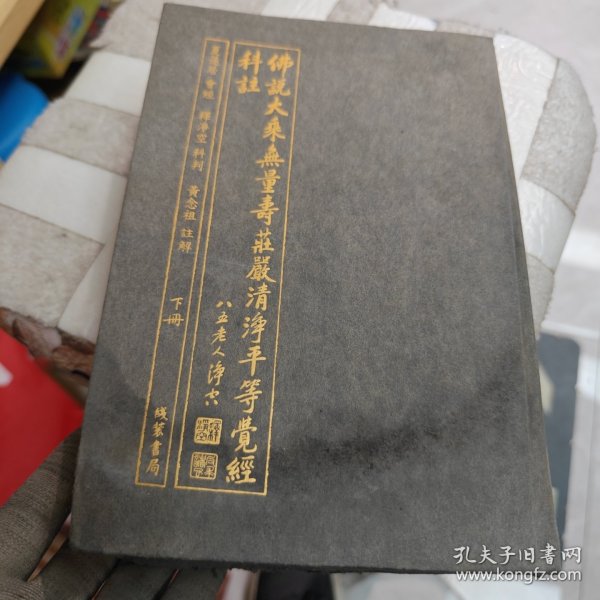 佛說大乘無量壽莊嚴清淨平等覺經
科註
八五老人淨空
夏蓮居 會集 釋淨空 科判 黃念祖 註解
下冊
线装書局
孔夫子旧书网
www.kongfz.com